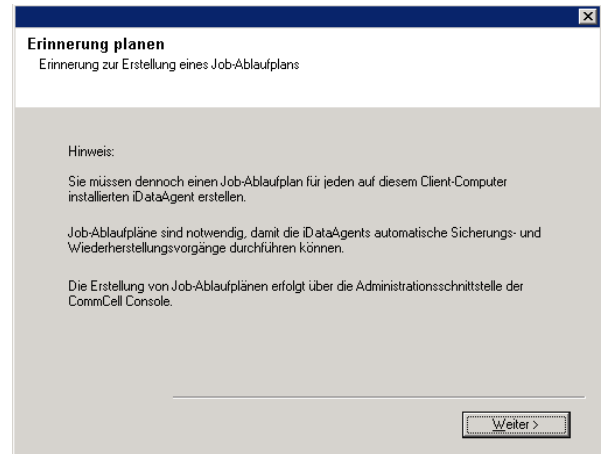 Erinnerung planen
Erinnerung zur Erstellung eines Job-Ablaufplans
Hinweis:
Sie müssen dennoch einen Job-Ablaufplan für jeden auf diesem Client-Computer
installierten iDataAgent erstellen.
Job-Ablaufpläne sind notwendig, damit die iDataAgents automatische Sicherungs- und
Wiederherstellungsvorgänge durchführen können.
Die Erstellung von Job-Ablaufplänen erfolgt über die Administrationsschnittstelle der
CommCell Console.
Weiter >